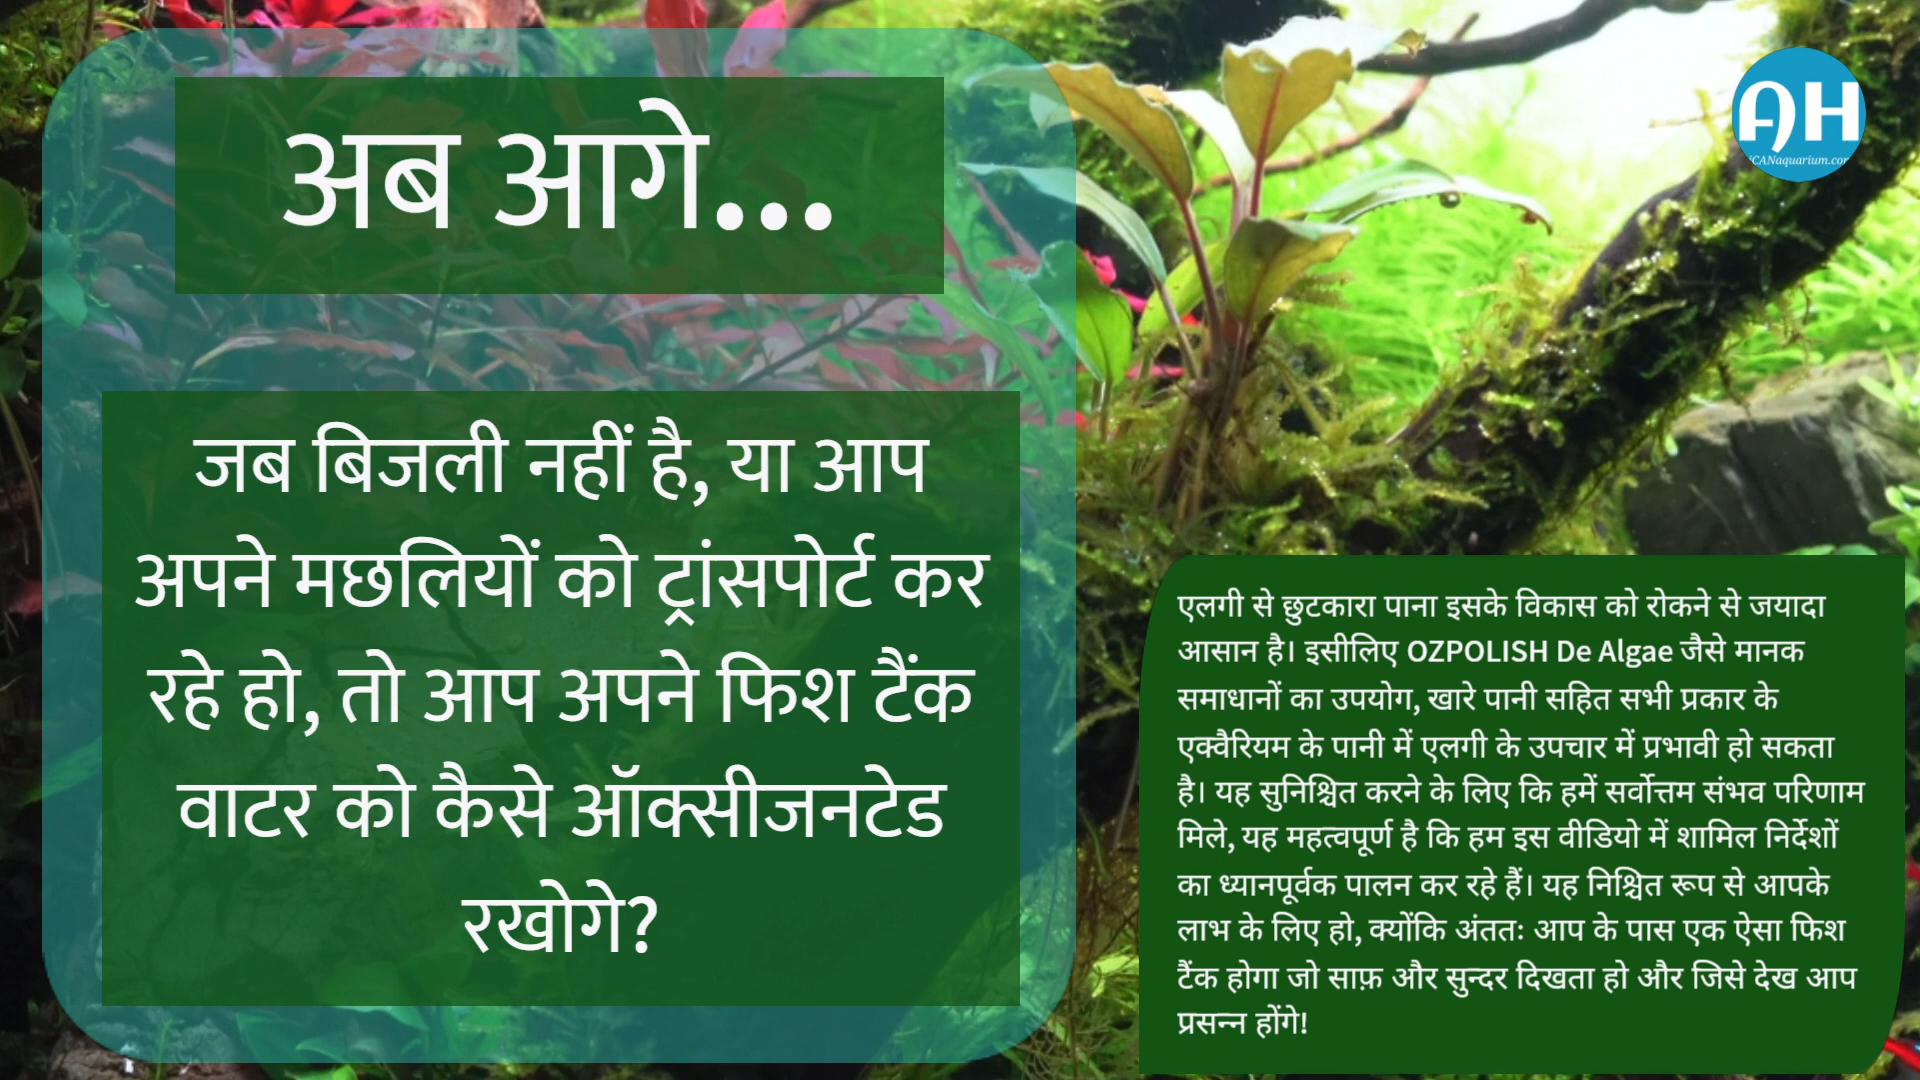 अब आगे...
जब बिजली नहीं है, या आप
अपने मछलियों को ट्रांसपोर्ट कर
रहे हो, तो आप अपने फिश टैंक
वाटर को कैसे ऑक्सीजनटेड
रखोगे?
AH
iCANaquarium.com
एलगी से छुटकारा पाना इसके विकास को रोकने से जयादा
आसान है। इसीलिए OZPOLISH De Algae जैसे मानक
समाधानों का उपयोग, खारे पानी सहित सभी प्रकार के
एक्वैरियम के पानी में एलगी के उपचार में प्रभावी हो सकता
है। यह सुनिश्चित करने के लिए कि हमें सर्वोत्तम संभव परिणाम
मिले, यह महत्वपूर्ण है कि हम इस वीडियो में शामिल निर्देशों
का ध्यानपूर्वक पालन कर रहे हैं। यह निश्चित रूप से आपके
लाभ के लिए हो, क्योंकि अंततः आप के पास एक ऐसा फिश
टैंक होगा जो साफ़ और सुन्दर दिखता हो और जिसे देख आप
प्रसन्न होंगे!